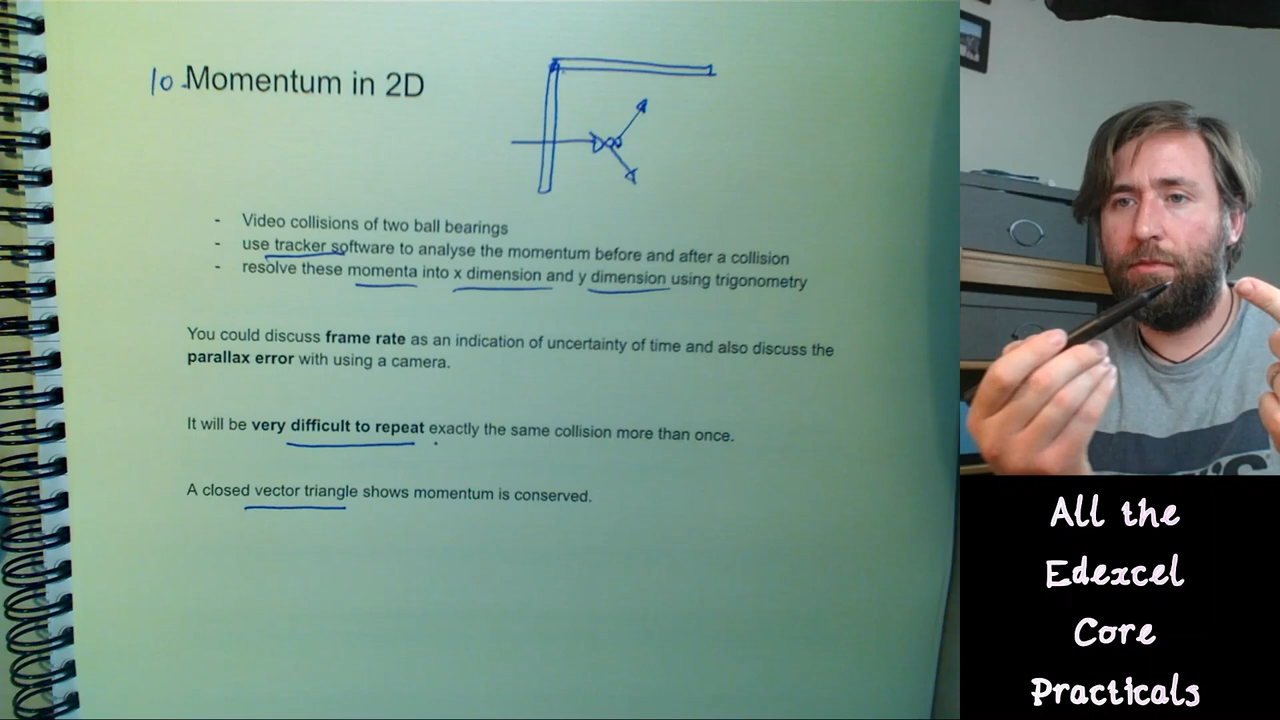 10. Momentum in 2D
- Video collisions of two ball bearings
- use tracker software to analyse the momentum before and after a collision
- resolve these momenta into x dimension and y dimension using trigonometry
You could discuss frame rate as an indication of uncertainty of time and also discuss the
parallax error with using a camera.
It will be very difficult to repeat exactly the same collision more than once.
A closed vector triangle shows momentum is conserved.
All the
Edexcel
Core
Practicals